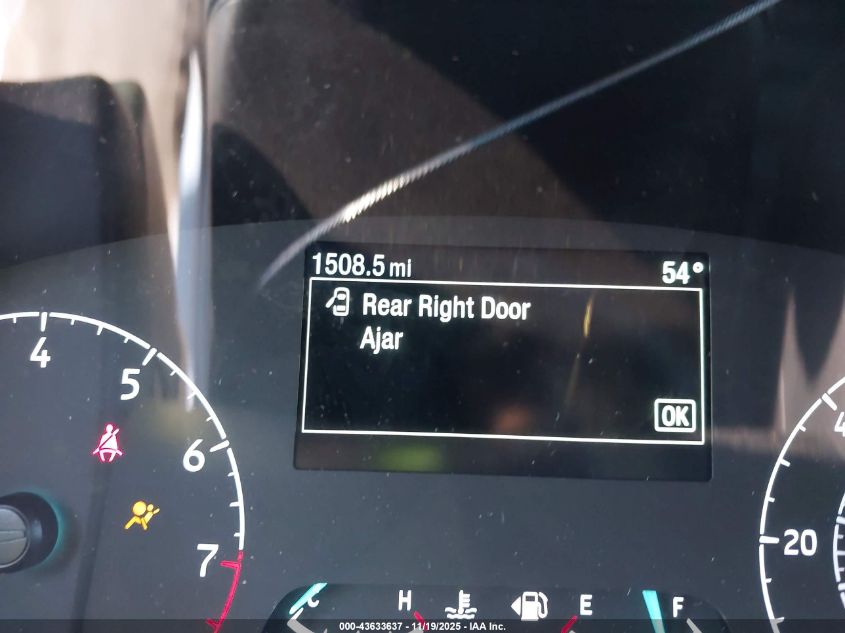 1508.5 mi 54°
Rear Right Door
Ajar
OK
4
5
6
7
20
H E F
000-43633637 - 11/19/2025 - IAA Inc.